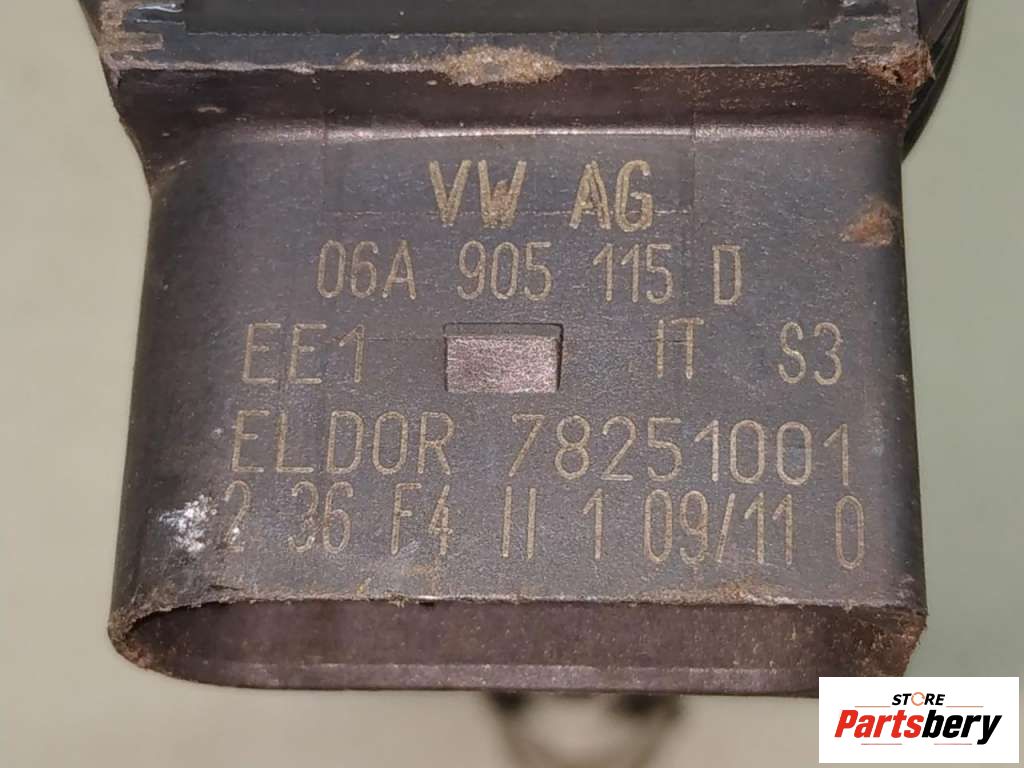 VW AG
06A 905 115 D
EE1 IT S3
ELDOR 78251001
2 36 F4 II 1 09/11 0
STORE
Partsbery